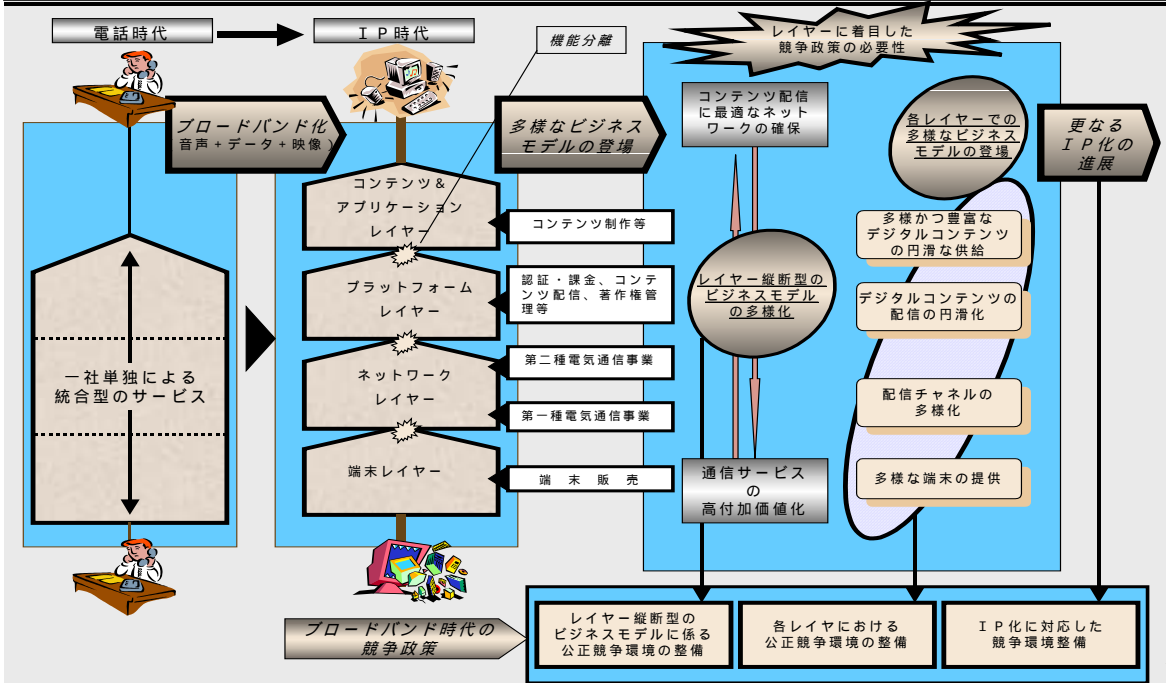 電話時代
ＩＰ時代
機能分離
レイヤーに着目した
競争政策の必要性
ブロードバンド化
音声＋データ＋映像）
多様なビジネス
モデルの登場
コンテンツ配信
に最適なネット
ワークの確保
各レイヤーでの
多様なビジネス
モデルの登場
更なる
ＩＰ化の
進展
一社単独による
統合型のサービス
コンテンツ＆
アプリケーション
レイヤー
コンテンツ制作等
プラットフォーム
レイヤー
認証・課金、コンテ
ンツ配信、著作権管
理等
ネットワーク
レイヤー
第二種電気通信事業
第一種電気通信事業
端末レイヤー
端末販売
レイヤー縦断型の
ビジネスモデル
の多様化
通信サービス
の
高付加価値化
多様かつ豊富な
デジタルコンテンツ
の円滑な供給
デジタルコンテンツの
配信の円滑化
配信チャネルの
多様化
多様な端末の提供
ブロードバンド時代の
競争政策
レイヤー縦断型の
ビジネスモデルに係る
公正競争環境の整備
各レイヤにおける
公正競争環境の整備
ＩＰ化に対応した
競争環境整備